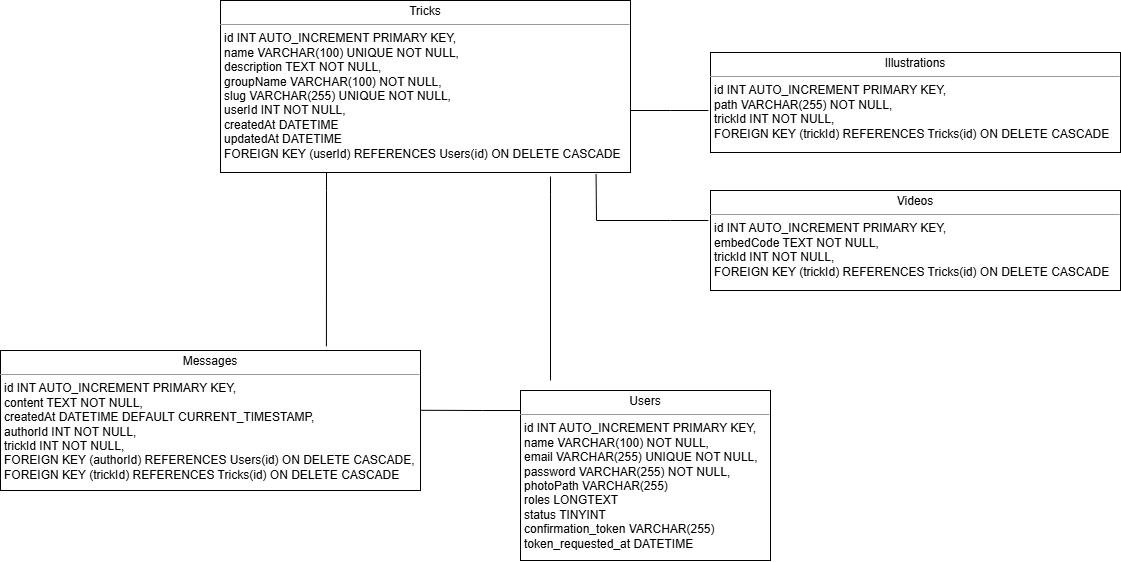 Tricks
id INT AUTO_INCREMENT PRIMARY KEY,
name VARCHAR(100) UNIQUE NOT NULL,
description TEXT NOT NULL,
groupName VARCHAR(100) NOT NULL,
slug VARCHAR(255) UNIQUE NOT NULL,
userId INT NOT NULL,
createdAt DATETIME
updatedAt DATETIME
FOREIGN KEY (userId) REFERENCES Users(id) ON DELETE CASCADE
Illustrations
id INT AUTO_INCREMENT PRIMARY KEY,
path VARCHAR(255) NOT NULL,
trickId INT NOT NULL,
FOREIGN KEY (trickId) REFERENCES Tricks(id) ON DELETE CASCADE
Videos
id INT AUTO_INCREMENT PRIMARY KEY,
embedCode TEXT NOT NULL,
trickId INT NOT NULL,
FOREIGN KEY (trickId) REFERENCES Tricks(id) ON DELETE CASCADE
Messages
id INT AUTO_INCREMENT PRIMARY KEY,
content TEXT NOT NULL,
createdAt DATETIME DEFAULT CURRENT_TIMESTAMP,
authorId INT NOT NULL,
trickId INT NOT NULL,
FOREIGN KEY (authorId) REFERENCES Users(id) ON DELETE CASCADE,
FOREIGN KEY (trickId) REFERENCES Tricks(id) ON DELETE CASCADE
Users
id INT AUTO_INCREMENT PRIMARY KEY,
name VARCHAR(100) NOT NULL,
email VARCHAR(255) UNIQUE NOT NULL,
password VARCHAR(255) NOT NULL,
photoPath VARCHAR(255)
roles LONGTEXT
status TINYINT
confirmation_token VARCHAR(255)
token_requested_at DATETIME